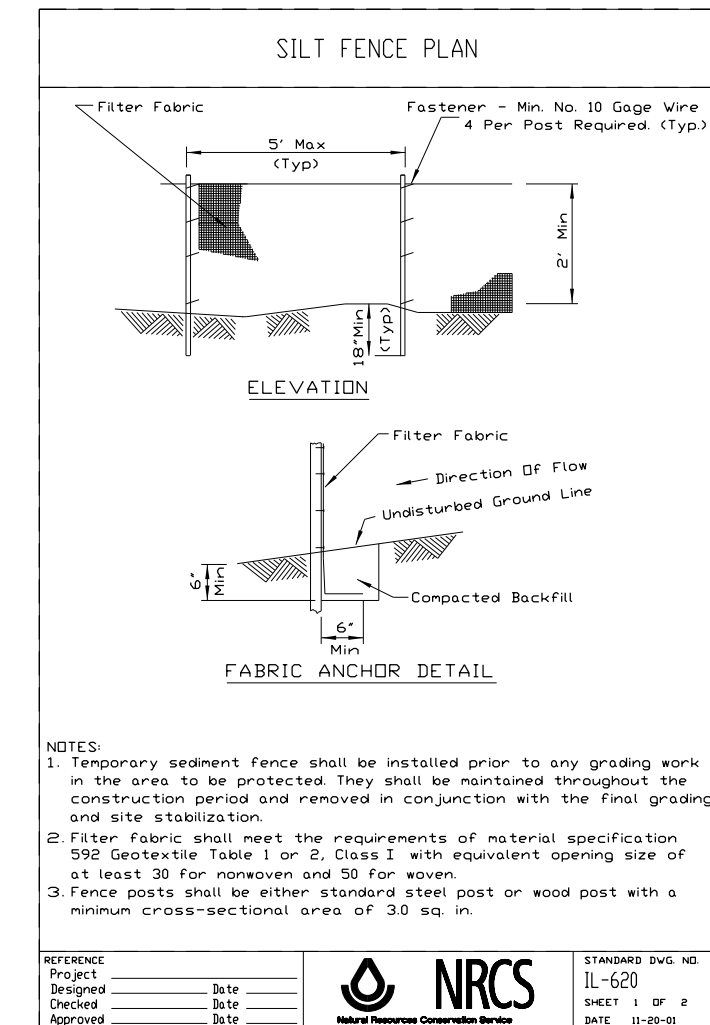 SILT FENCE PLAN
Filter Fabric
Fastener - Min. No. 10 Gage Wire
4 Per Post Required. (Typ.)
5' Max
(Typ)
2' Min
18"Min
(Typ)
ELEVATION
Filter Fabric
Direction Of Flow
Undisturbed Ground Line
6"
Min
Compacted Backfill
6"
Min
FABRIC ANCHOR DETAIL
NOTES:
1. Temporary sediment fence shall be installed prior to any grading work
in the area to be protected. They shall be maintained throughout the
construction period and removed in conjunction with the final grading
and site stabilization.
2. Filter fabric shall meet the requirements of material specification
592 Geotextile Table 1 or 2, Class I with equivalent opening size of
at least 30 for nonwoven and 50 for woven.
3. Fence posts shall be either standard steel post or wood post with a
minimum cross-sectional area of 3.0 sq. in.
REFERENCE
Project
Designed Date
Checked Date
Approved Date
NRCS
Natural Resources Conservation Service
STANDARD DWG. NO.
IL-620
SHEET 1 OF 2
DATE 11-20-01